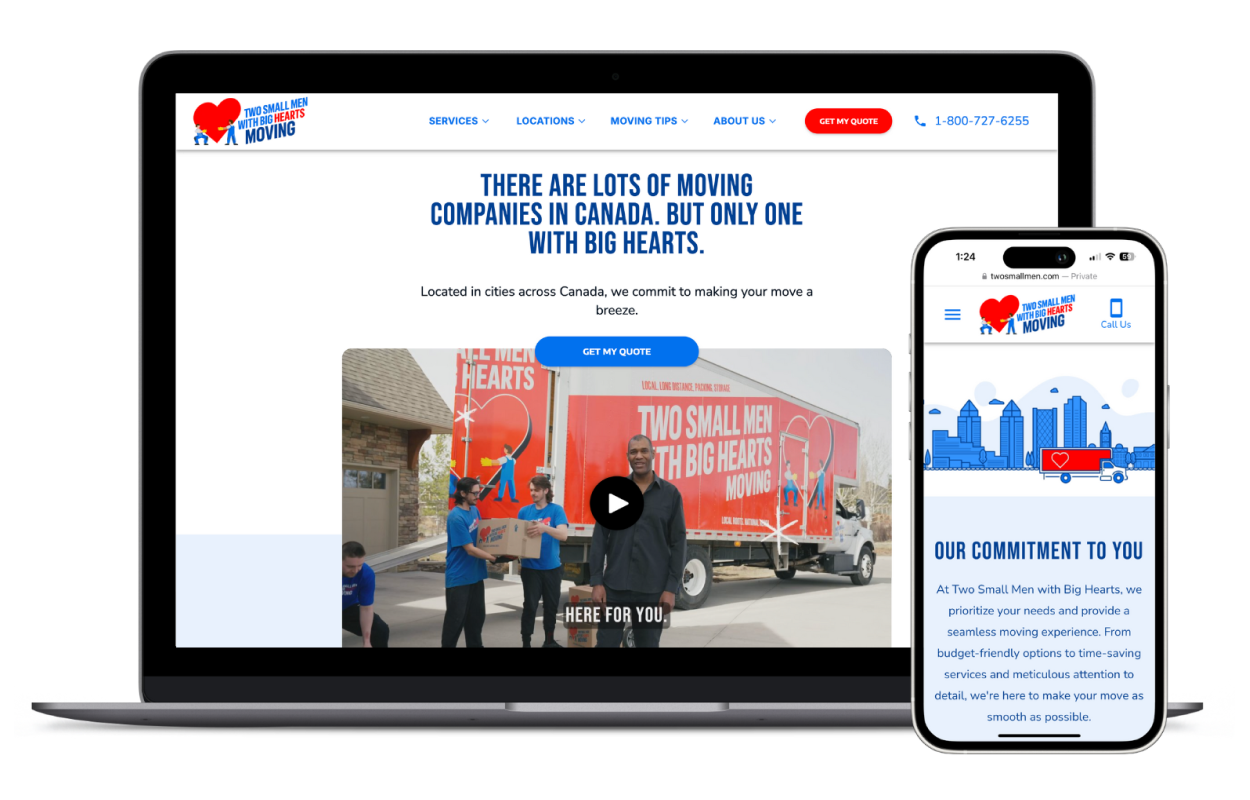 TWO SMALL MEN
WITH BIG HEARTS
MOVING
SERVICES
LOCATIONS
MOVING TIPS
ABOUT US
GET MY QUOTE
1-800-727-6255
THERE ARE LOTS OF MOVING
COMPANIES IN CANADA. BUT ONLY ONE
WITH BIG HEARTS.
Located in cities across Canada, we commit to making your move a
breeze.
GET MY QUOTE
ALL MEN
HEARTS
LOCAL, LONG DISTANCE, PACKING, STORAGE
TWO SMALL MEN
WITH BIG HEARTS
MOVING
HERE FOR YOU.
1:24
twosmallmen.com — Private
TWO SMALL MEN
WITH BIG HEARTS
MOVING
Call Us
OUR COMMITMENT TO YOU
At Two Small Men with Big Hearts, we
prioritize your needs and provide a
seamless moving experience. From
budget-friendly options to time-saving
services and meticulous attention to
detail, we're here to make your move as
smooth as possible.